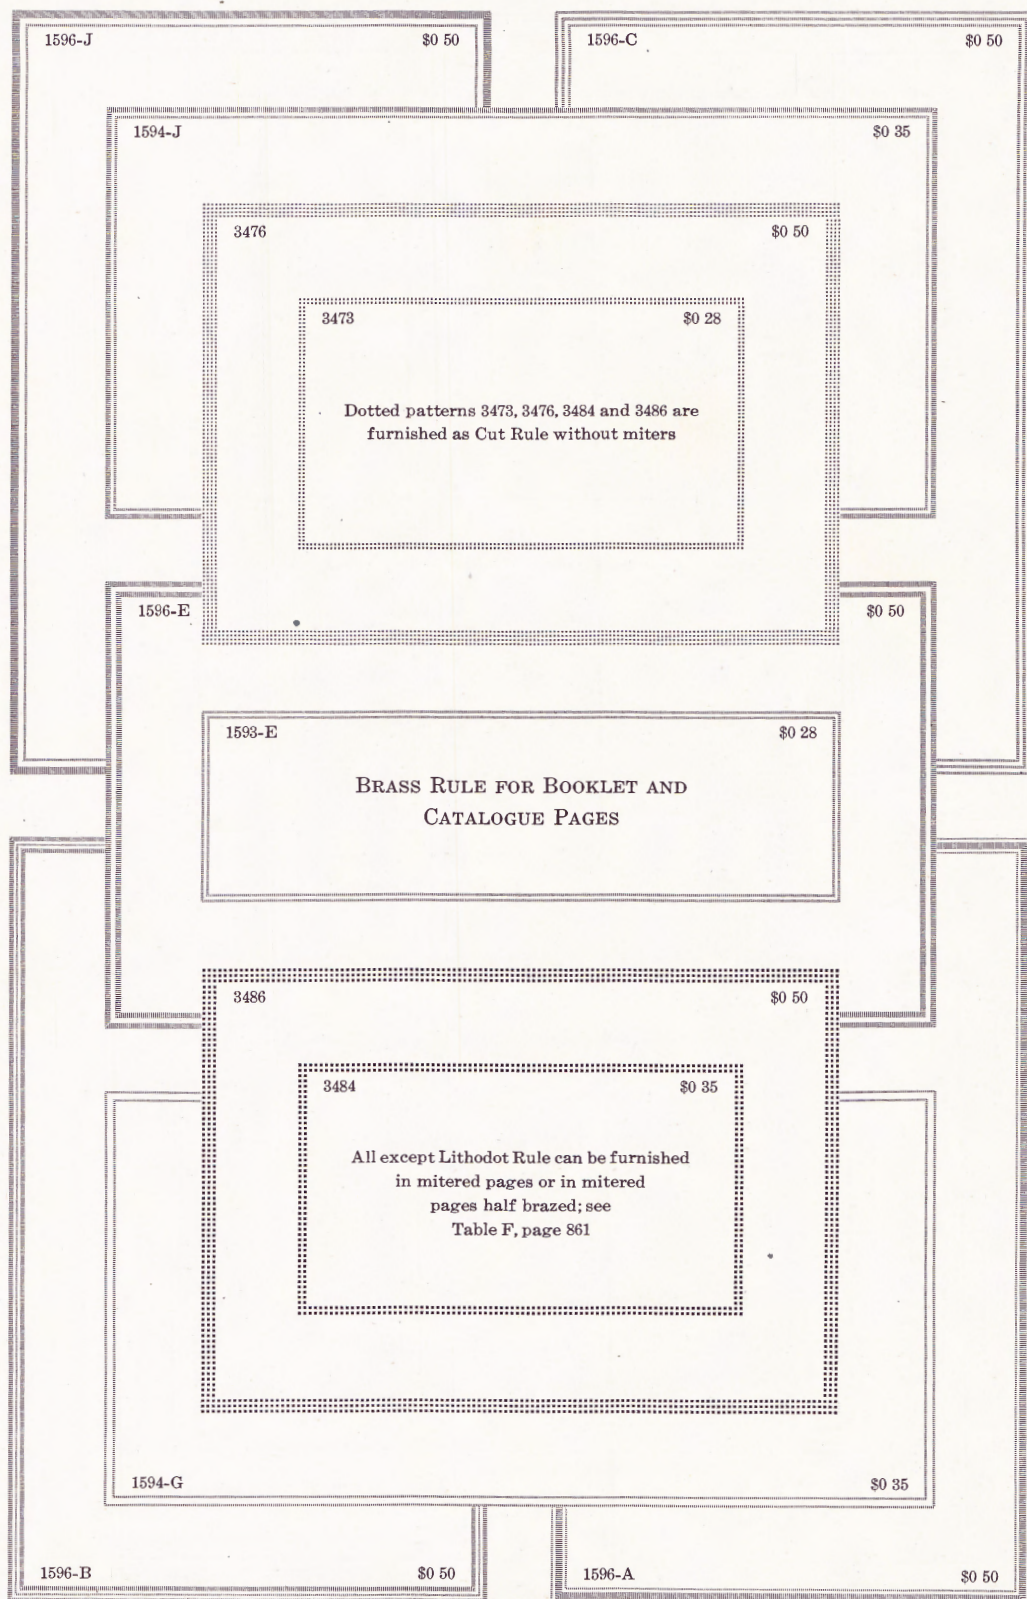 1596-J $0 50 1596-C $0 50
1594-J $0 35
3476 $0 50
3473 $0 28
Dotted patterns 3473, 3476, 3484 and 3486 are
furnished as Cut Rule without miters
1596-E $0 50
1593-E $0 28
BRASS RULE FOR BOOKLET AND
CATALOGUE PAGES
3486 $0 50
3484 $0 35
All except Lithodot Rule can be furnished
in mitered pages or in mitered
pages half brazed; see
Table F, page 861
1594-G $0 35
1596-B $0 50 1596-A $0 50